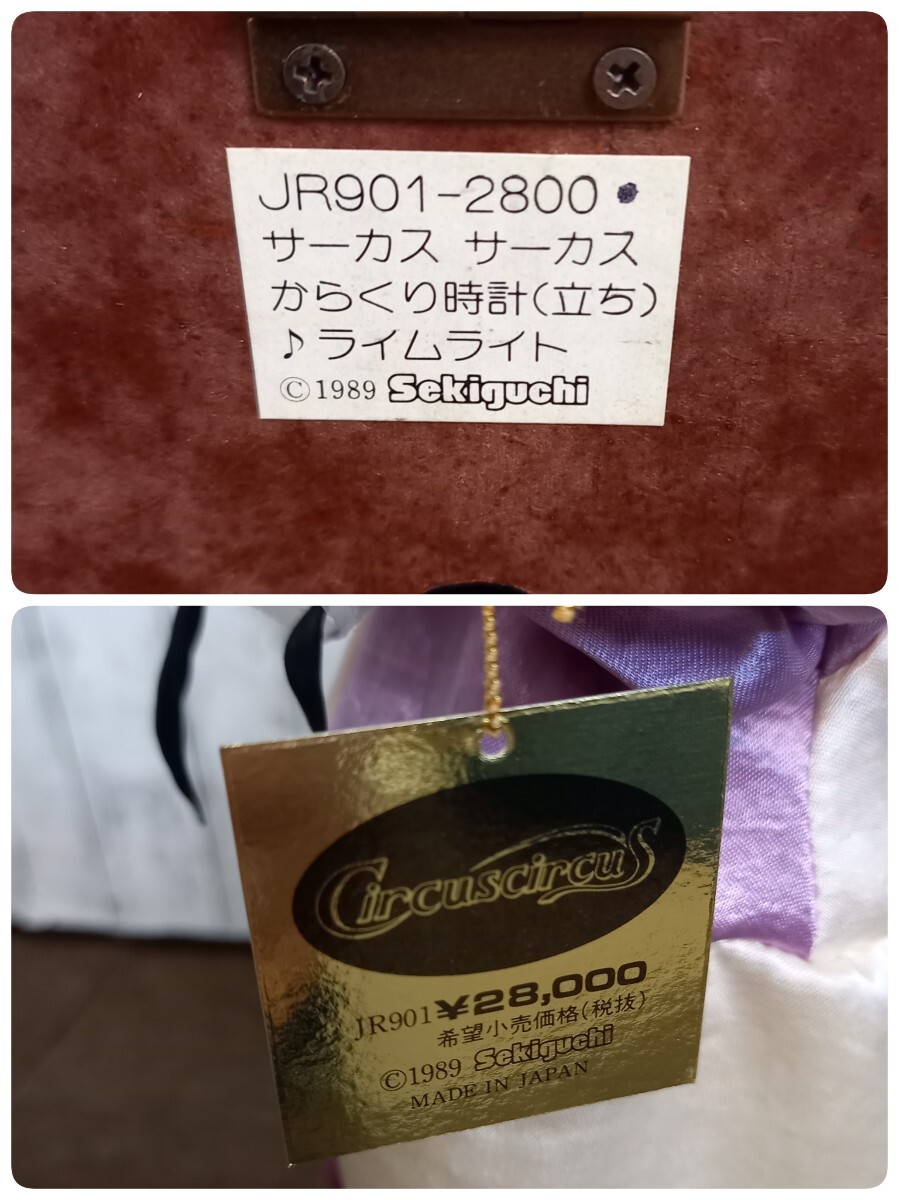 JR901-2800
サーカス サーカス
からくり時計(立ち)
♪ライムライト
©1989 Sekiguchi
CircuscircuS
JR901 ¥28,000
希望小売価格(税抜)
©1989 Sekiguchi
MADE IN JAPAN